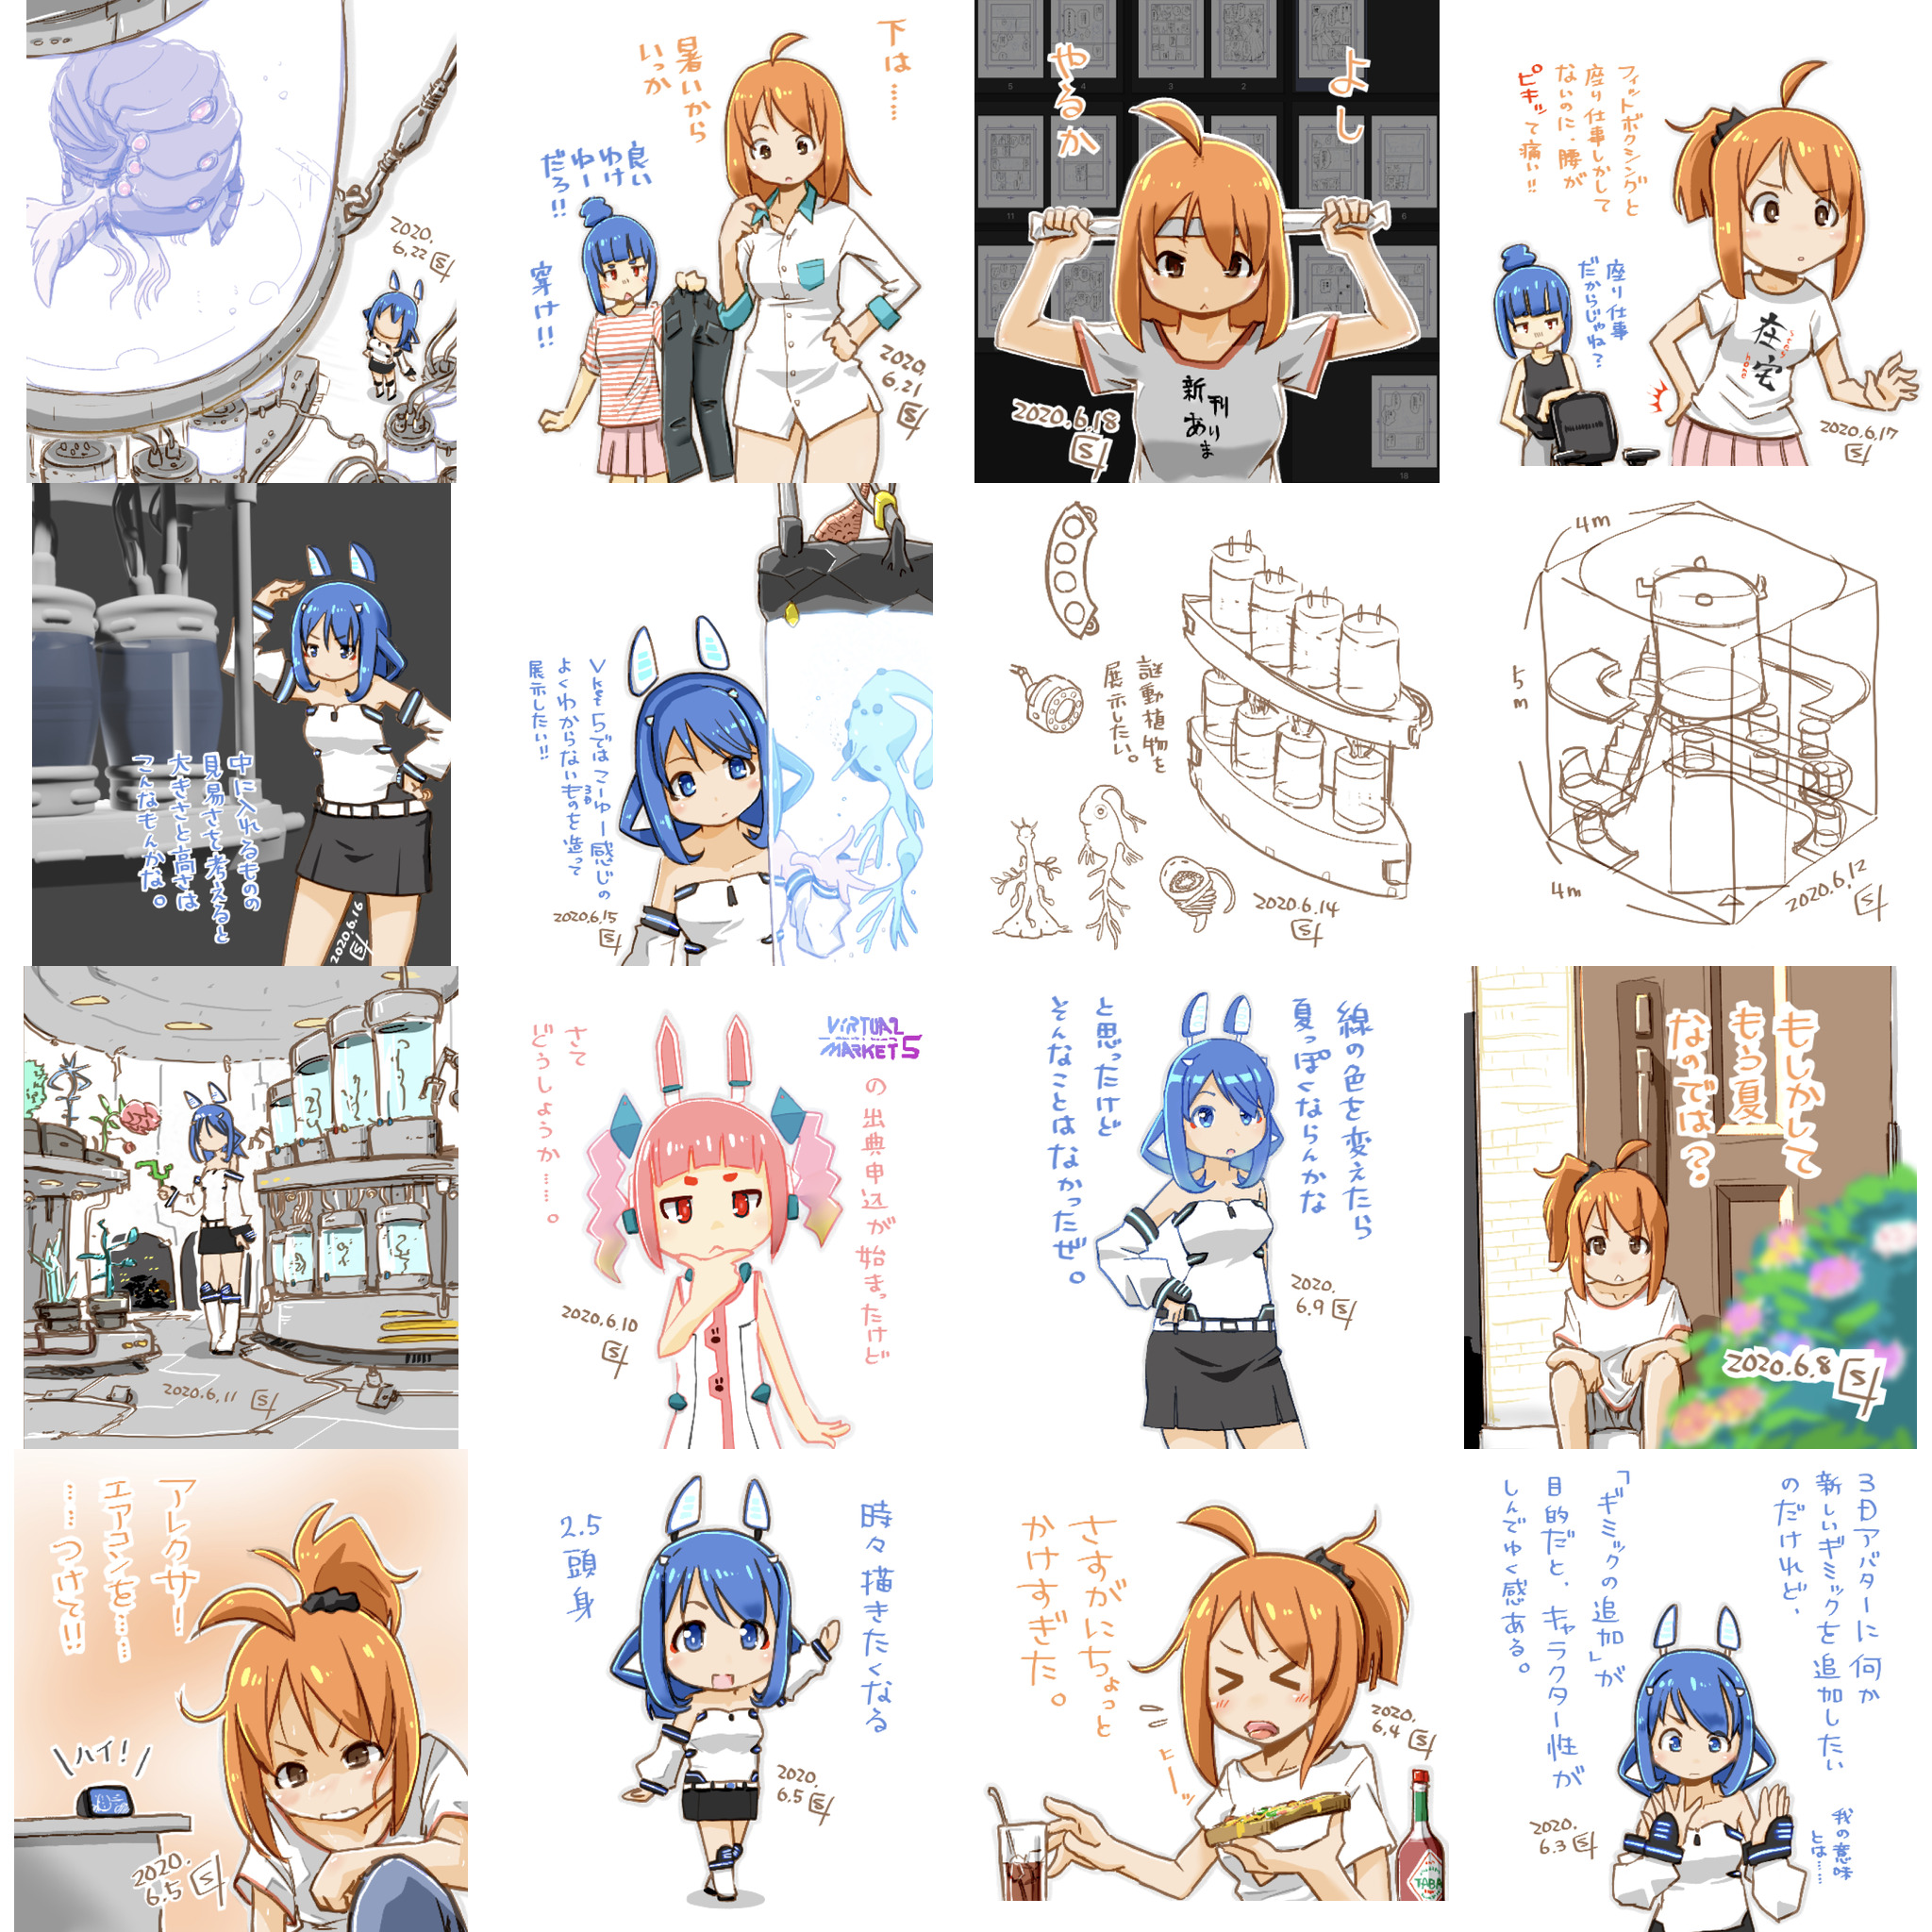 2020.
6.22
下は……
暑いから
いっか
良い
わけ
ねー
だろ!!
穿け!!
2020.
6.21
よし
やるか
新刊
あります
2020.6.18
フィットボクシングと
座り仕事しかして
ないのに、腰が
ピキッて痛い!!
座り仕事
だからじゃね?
在宅
2020.6.17
中に入れるものの
見易さを考えると
大きさと高さは
こんなもんかな。
2020.6.16
Vket5ではこーゆー感じの
よくわからないものを造って
展示したい!!
2020.6.15
謎動植物を
展示したい。
2020.6.14
4m
5m
4m
2020.6.12
2020.6.11
VIRTUAL
MARKET 5
の出典申込が始まったけど
さて
どうしようか……。
2020.6.10
線の色を変えたら
夏っぽくならんかな
と思ったけど
そんなことはなかったぜ。
2020.
6.9
もしかして
もう夏
なのでは?
2020.6.8
アレクサ!
エアコンを……
……つけて!!
ハイ!
2020.
6.5
時々描きたくなる
2.5頭身
2020.
6.5
さすがにちょっと
かけすぎた。
ヒーッ
2020.
6.4
TABA
3Dアバターに何か
新しいギミックを追加したい
のだけれど、
「ギミックの追加」が
目的だと、キャラクター性が
しんでゆく感ある。
我の意味
とは……
2020.
6.3